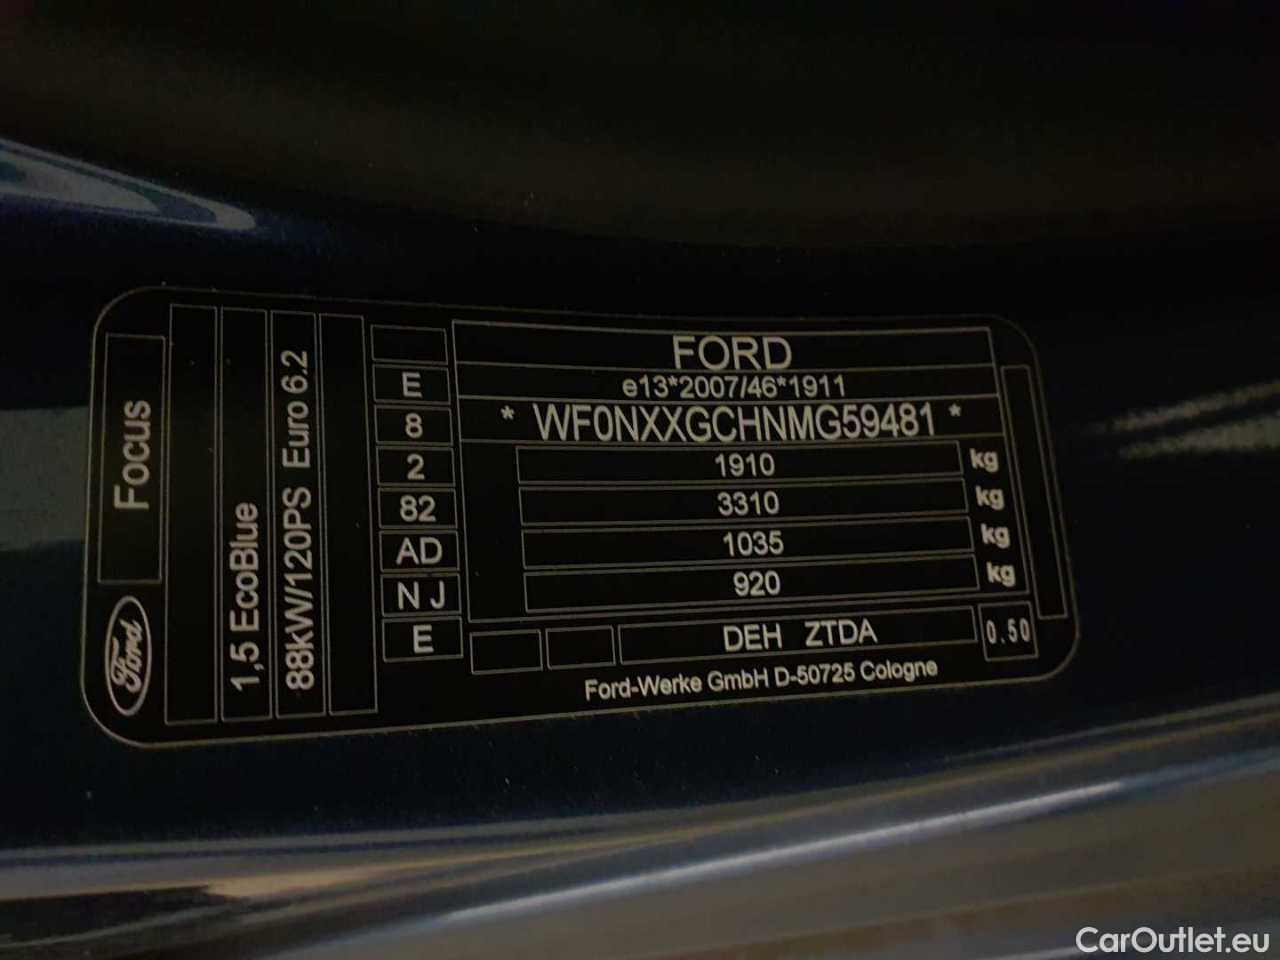 Focus
Ford
1,5 EcoBlue
88kW/120PS Euro 6.2
E
8
2
82
AD
N J
E
FORD
e13*2007/46*1911
* WF0NXXGCHNMG59481 *
1910 kg
3310 kg
1035 kg
920 kg
DEH ZTDA
0.50
Ford-Werke GmbH D-50725 Cologne
CarOutlet.eu